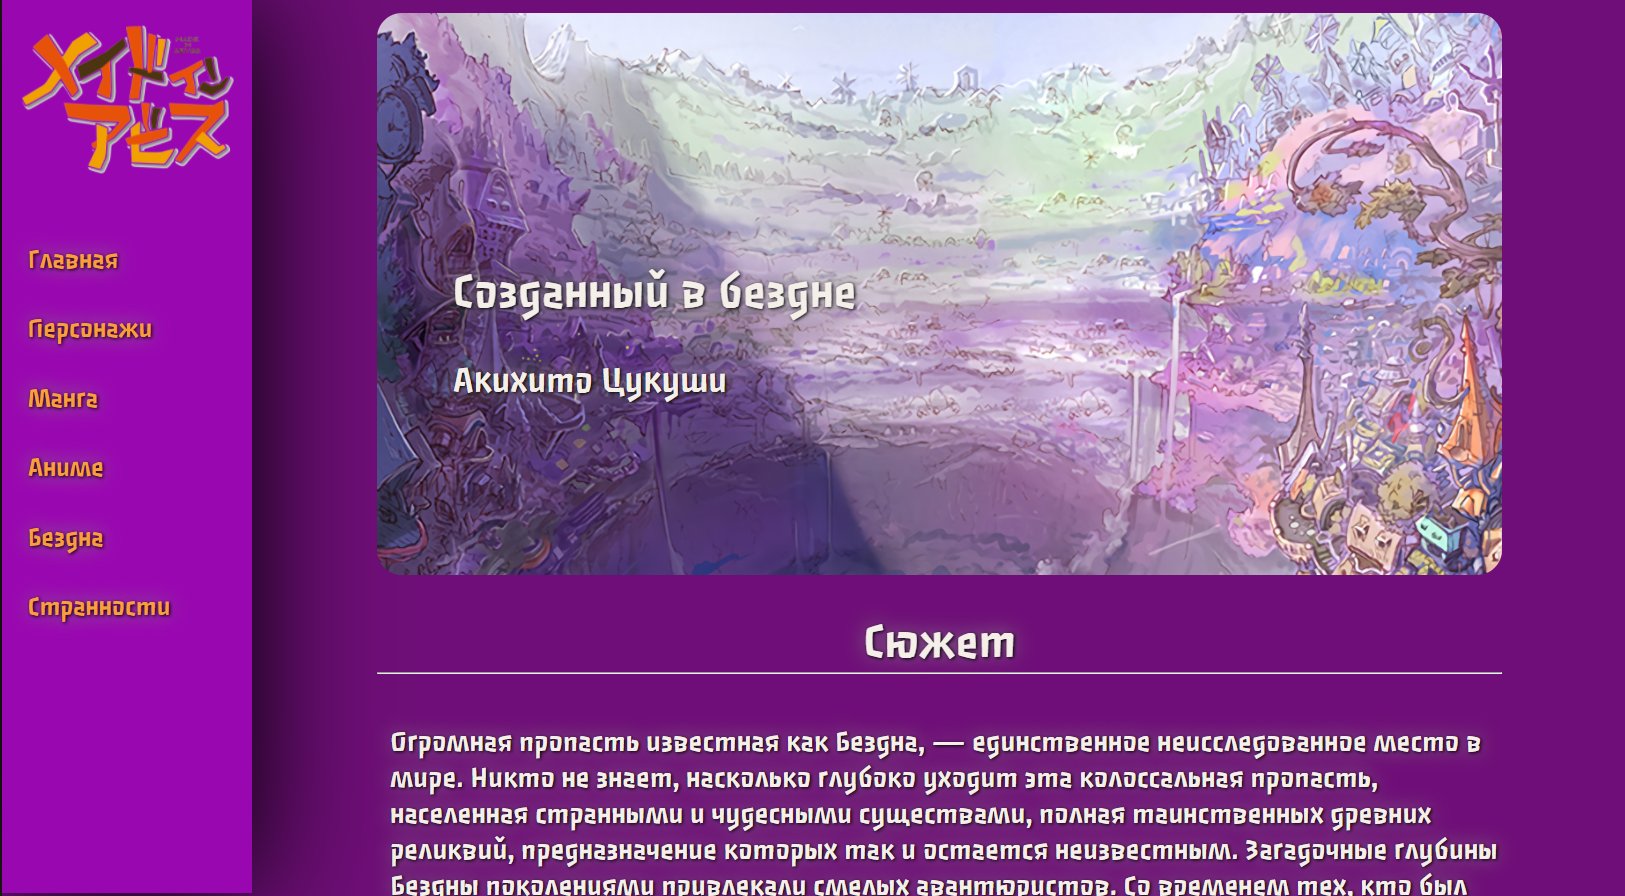 メイドイン
アビス
Главная
Персонажи
Манга
Аниме
Бездна
Странности
Созданный в бездне
Акихито Цукуши
Сюжет
Огромная пропасть известная как Бездна, — единственное неисследованное место в
мире. Никто не знает, насколько глубоко уходит эта колоссальная пропасть,
населенная странными и чудесными существами, полная таинственных древних
реликвий, предназначение которых так и остается неизвестным. Загадочные глубины
Бездны поколениями привлекали смелых авантюристов. Со временем тех, кто был